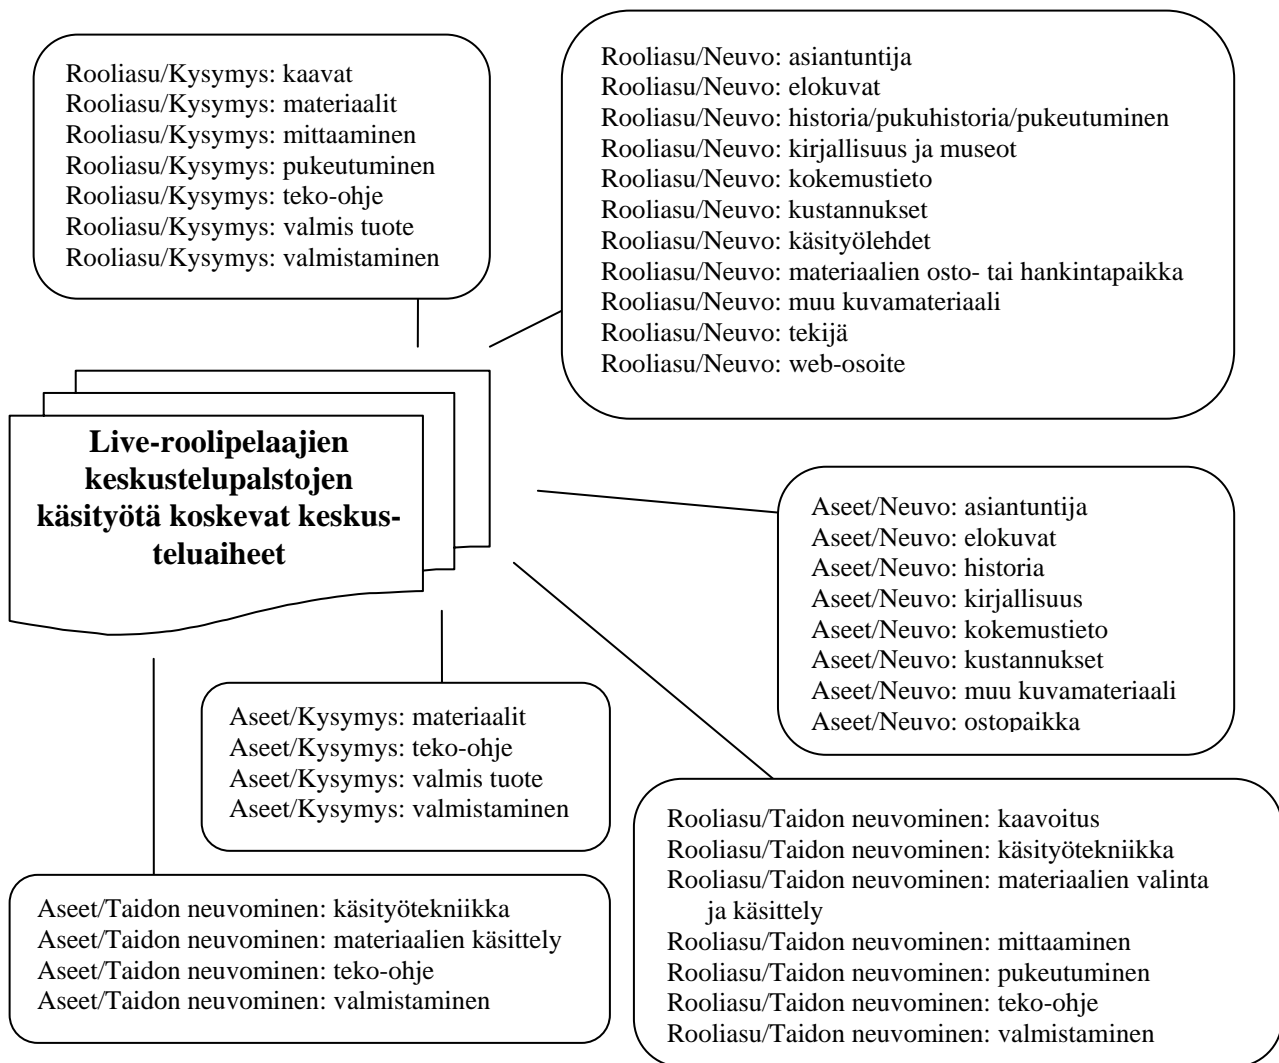 Rooliasu/Kysymys: kaavat
Rooliasu/Kysymys: materiaalit
Rooliasu/Kysymys: mittaaminen
Rooliasu/Kysymys: pukeutuminen
Rooliasu/Kysymys: teko-ohje
Rooliasu/Kysymys: valmis tuote
Rooliasu/Kysymys: valmistaminen
Rooliasu/Neuvo: asiantuntija
Rooliasu/Neuvo: elokuvat
Rooliasu/Neuvo: historia/pukuhistoria/pukeutuminen
Rooliasu/Neuvo: kirjallisuus ja museot
Rooliasu/Neuvo: kokemustieto
Rooliasu/Neuvo: kustannukset
Rooliasu/Neuvo: käsityölehdet
Rooliasu/Neuvo: materiaalien osto- tai hankintapaikka
Rooliasu/Neuvo: muu kuvamateriaali
Rooliasu/Neuvo: tekijä
Rooliasu/Neuvo: web-osoite
Live-roolipelaajien
keskustelupalstojen
käsityötä koskevat keskus-
teluaiheet
Aseet/Neuvo: asiantuntija
Aseet/Neuvo: elokuvat
Aseet/Neuvo: historia
Aseet/Neuvo: kirjallisuus
Aseet/Neuvo: kokemustieto
Aseet/Neuvo: kustannukset
Aseet/Neuvo: muu kuvamateriaali
Aseet/Neuvo: ostopaikka
Aseet/Kysymys: materiaalit
Aseet/Kysymys: teko-ohje
Aseet/Kysymys: valmis tuote
Aseet/Kysymys: valmistaminen
Rooliasu/Taidon neuvominen: kaavoitus
Rooliasu/Taidon neuvominen: käsityötekniikka
Rooliasu/Taidon neuvominen: materiaalien valinta
ja käsittely
Rooliasu/Taidon neuvominen: mittaaminen
Rooliasu/Taidon neuvominen: pukeutuminen
Rooliasu/Taidon neuvominen: teko-ohje
Rooliasu/Taidon neuvominen: valmistaminen
Aseet/Taidon neuvominen: käsityötekniikka
Aseet/Taidon neuvominen: materiaalien käsittely
Aseet/Taidon neuvominen: teko-ohje
Aseet/Taidon neuvominen: valmistaminen